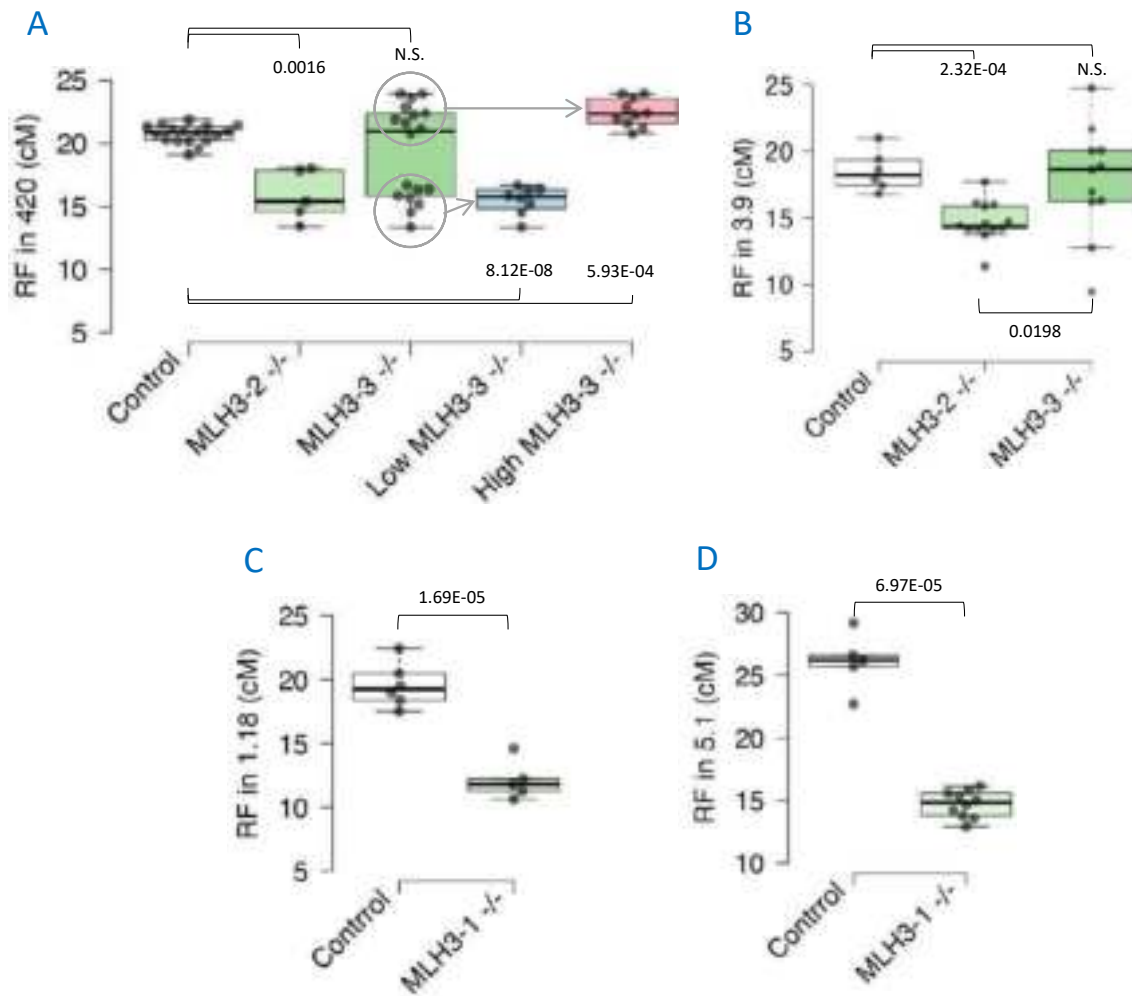 A
N.S.
0.0016
25
20
15
10
5
RF in 420 (cM)
8.12E-08
5.93E-04
Control
MLH3-2 -/-
MLH3-3 -/-
Low MLH3-3 -/-
High MLH3-3 -/-
B
2.32E-04
N.S.
25
20
15
10
5
RF in 3.9 (cM)
0.0198
Control
MLH3-2 -/-
MLH3-3 -/-
C
1.69E-05
25
20
15
10
5
RF in 1.18 (cM)
Contrrol
MLH3-1 -/-
D
6.97E-05
30
25
20
15
10
RF in 5.1 (cM)
Contrrol
MLH3-1 -/-